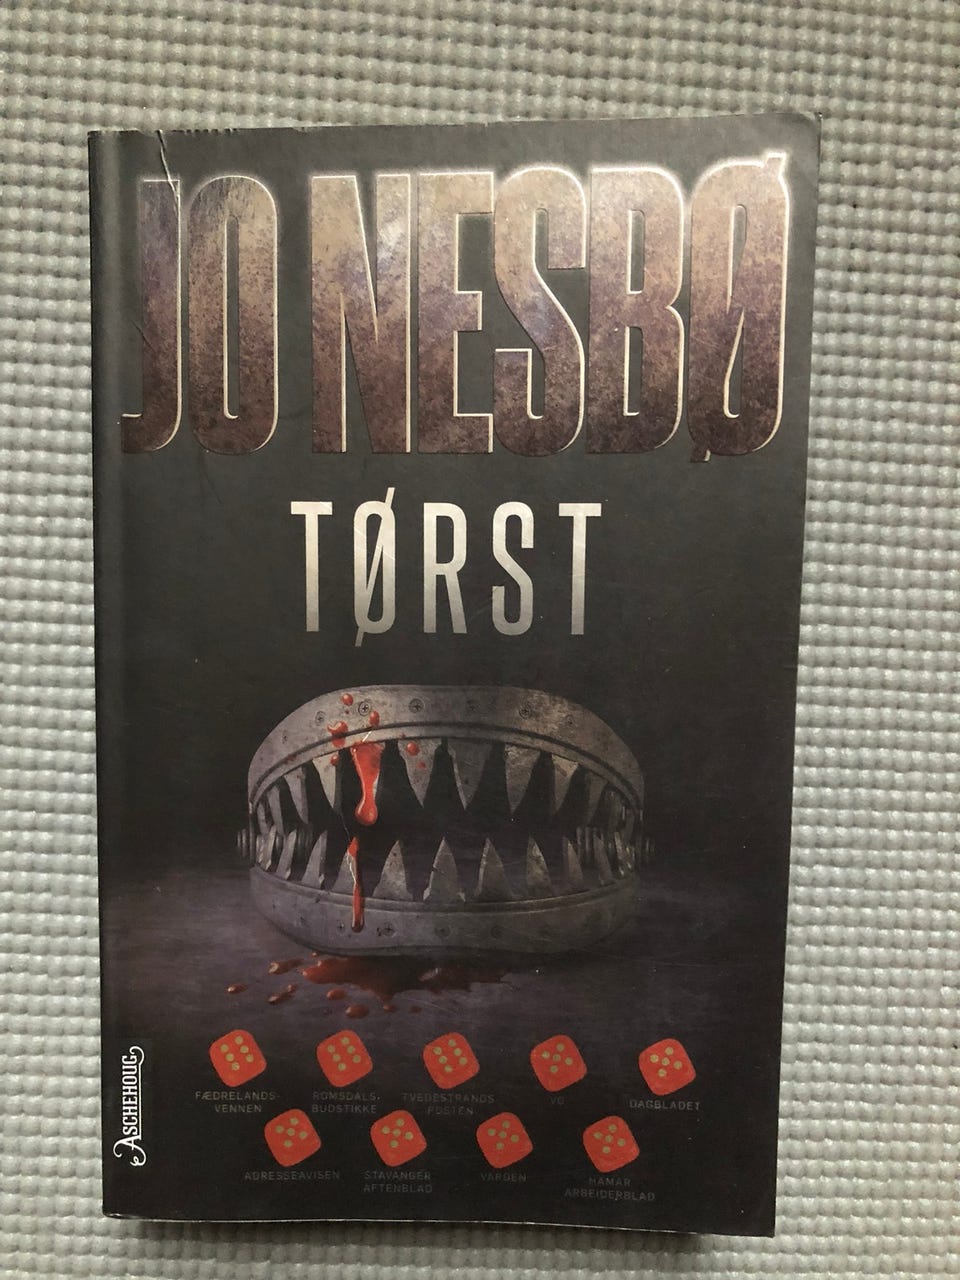 JO NESBØ
TØRST
FÆDRELANDS-
VENNEN
ROMSDALS-
BUDSTIKKE
TVEDESTRANDS
POSTEN
VG
DAGBLADET
ADRESSEAVISEN
STAVANGER
AFTENBLAD
VARDEN
HAMAR
ARBEIDERBLAD
ASCHEHOUG